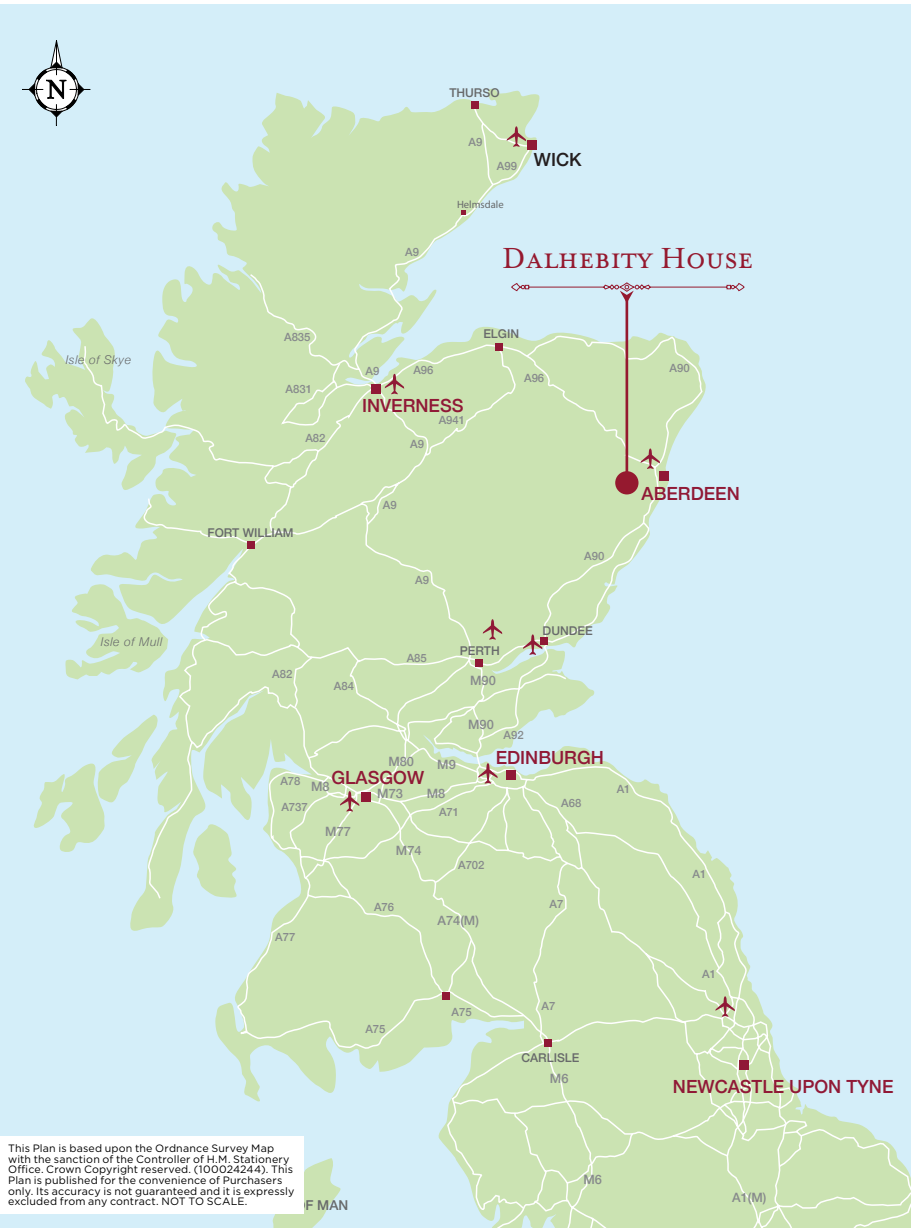 N
THURSO
A9
WICK
A99
Helmsdale
A9
DALHEBITY HOUSE
ELGIN
A835
Isle of Skye
A9
A96
A96
A90
A831
INVERNESS
A941
A82
A9
ABERDEEN
A9
FORT WILLIAM
A90
A9
DUNDEE
Isle of Mull
PERTH
A85
A82
A84
M90
M90
A92
EDINBURGH
M80
M9
GLASGOW
A78
M8
M73
M8
A1
A737
A71
A68
M77
M74
A702
A1
A76
A7
A74(M)
A77
A1
A7
A75
A75
CARLISLE
M6
NEWCASTLE UPON TYNE
This Plan is based upon the Ordnance Survey Map
with the sanction of the Controller of H.M. Stationery
Office. Crown Copyright reserved. (100024244). This
Plan is published for the convenience of Purchasers
only. Its accuracy is not guaranteed and it is expressly
excluded from any contract. NOT TO SCALE.
F MAN
M6
A1(M)